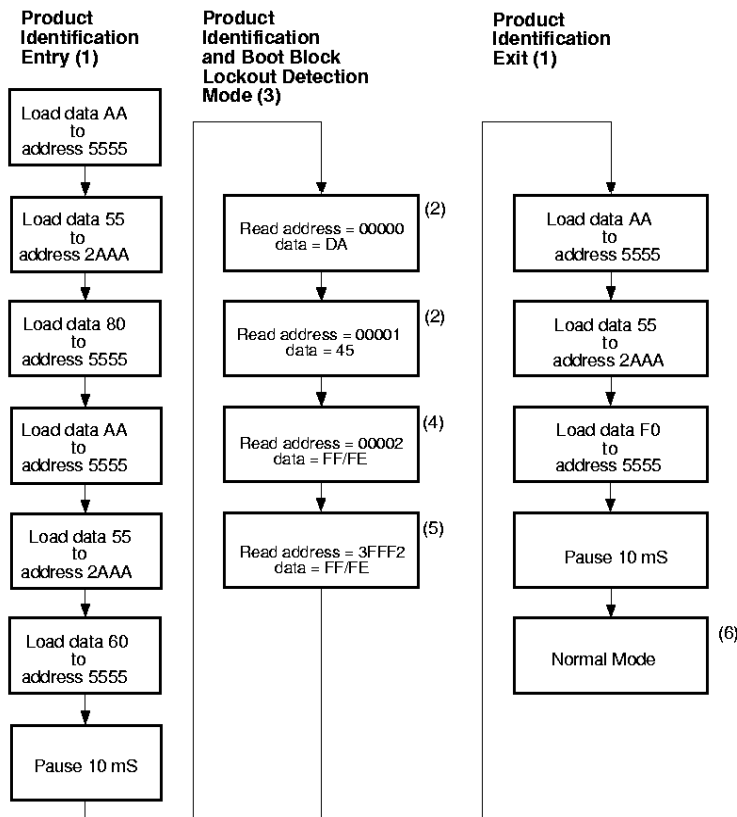 Product
Identification
Entry (1)
Load data AA
to
address 5555
Load data 55
to
address 2AAA
Load data 80
to
address 5555
Load data AA
to
address 5555
Load data 55
to
address 2AAA
Load data 60
to
address 5555
Pause 10 mS
Product
Identification
and Boot Block
Lockout Detection
Mode (3)
Read address = 00000
data = DA
(2)
Read address = 00001
data = 45
(2)
Read address = 00002
data = FF/FE
(4)
Read address = 3FFF2
data = FF/FE
(5)
Product
Identification
Exit (1)
Load data AA
to
address 5555
Load data 55
to
address 2AAA
Load data F0
to
address 5555
Pause 10 mS
Normal Mode
(6)